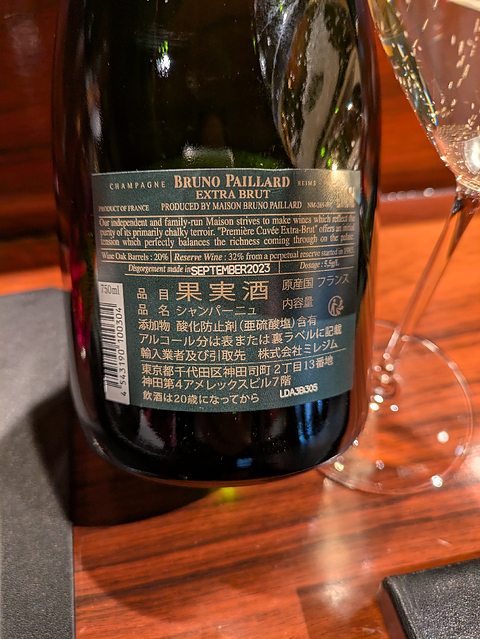 CHAMPAGNE BRUNO PAILLARD REIMS
EXTRA BRUT
PRODUCT OF FRANCE PRODUCED BY MAISON BRUNO PAILLARD
Our independent and family-run Maison strives to make wines which reflect the
purity of its primarily chalky terroir. "Première Cuvée Extra-Brut" offers an initial
tension which perfectly balances the richness coming through on the palate.
Wine Oak Barrels : 20% Reserve Wine : 32% from a perpetual reserve started in 1985
Disgorgement made in SEPTEMBER2023 Dosage :
750ml
品目 果実酒 原産国 フランス
品名 シャンパーニュ 内容量
添加物 酸化防止剤(亜硫酸塩)含有
アルコール分は表または裏ラベルに記載
輸入業者及び引取先 株式会社ミレジム
東京都千代田区神田司町2丁目13番地
神田第4アメレックスビル7階
飲酒は20歳になってから
LDA3B305
4 543190 100304